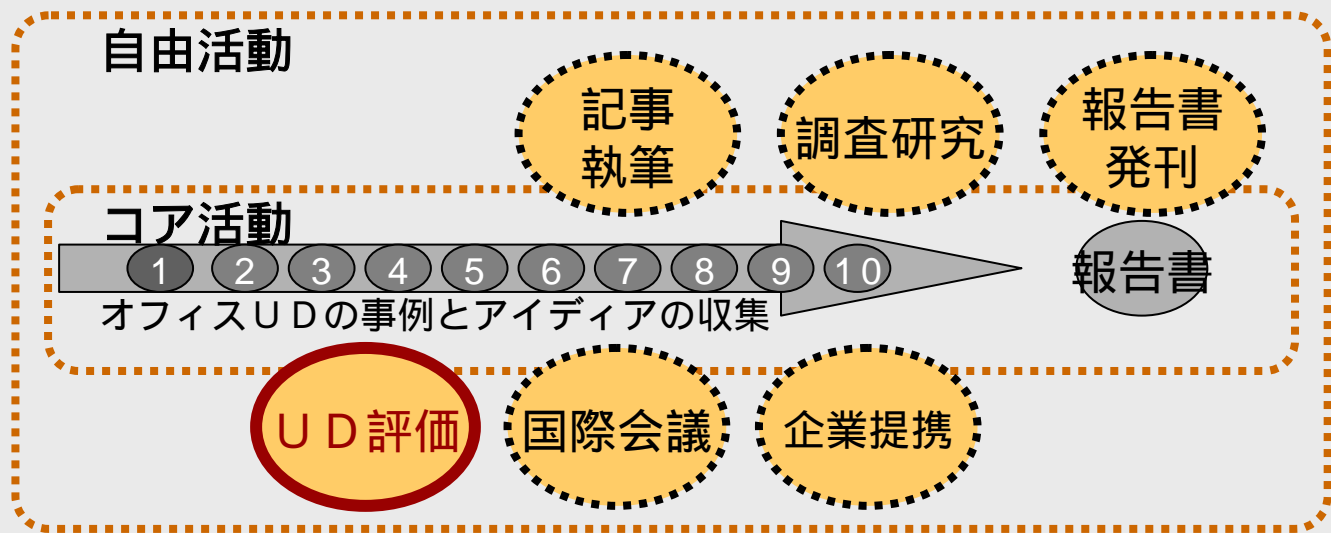 自由活動
記事
執筆
調査研究
報告書
発刊
コア活動
1 2 3 4 5 6 7 8 9 10
報告書
オフィスUDの事例とアイディアの収集
UD評価
国際会議
企業提携